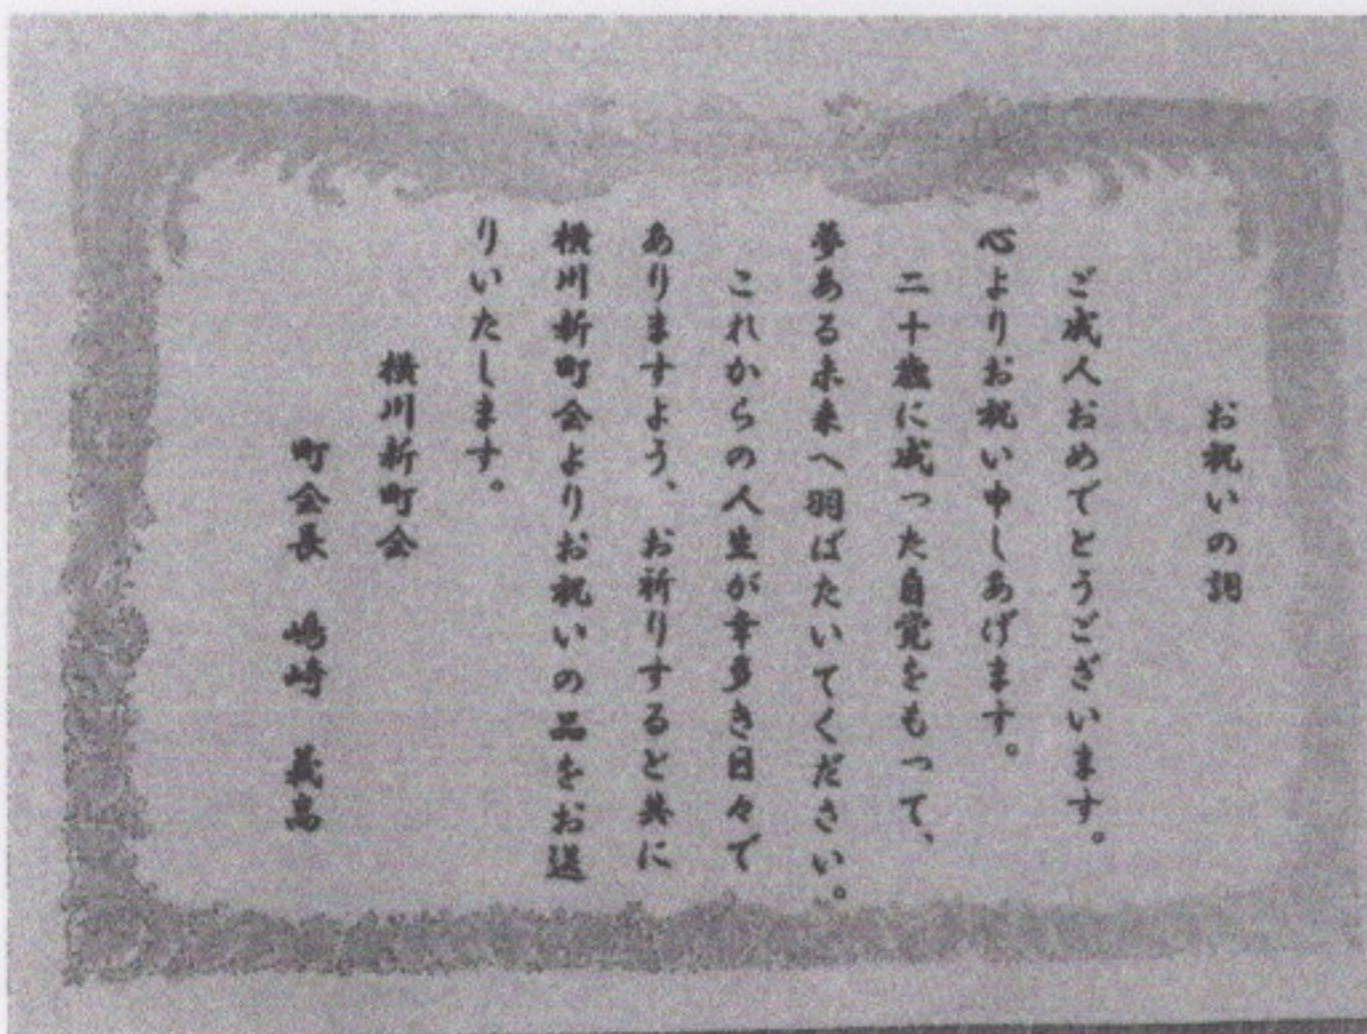 お祝いの詞
ご成人おめでとうございます。
心よりお祝い申しあげます。
二十歳に成った自覚をもって、
夢ある未来へ羽ばたいてください。
これからの人生が幸多き日々で
ありますよう、お祈りすると共に
横川新町会よりお祝いの品をお送
りいたします。
横川新町会
町会長 嶋崎 義高